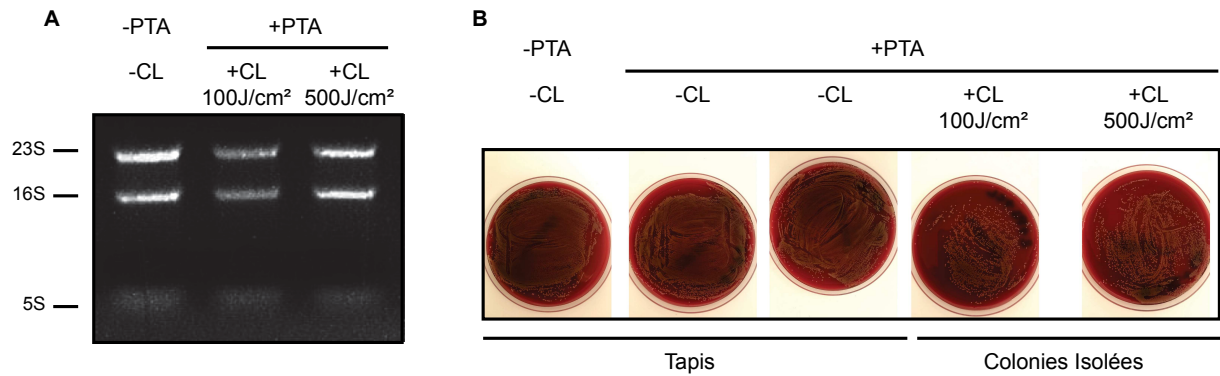 A
-PTA
+PTA
-CL
+CL
100J/cm²
+CL
500J/cm²
23S
16S
5S
B
-PTA
+PTA
-CL
-CL
-CL
+CL
100J/cm²
+CL
500J/cm²
Tapis
Colonies Isolées